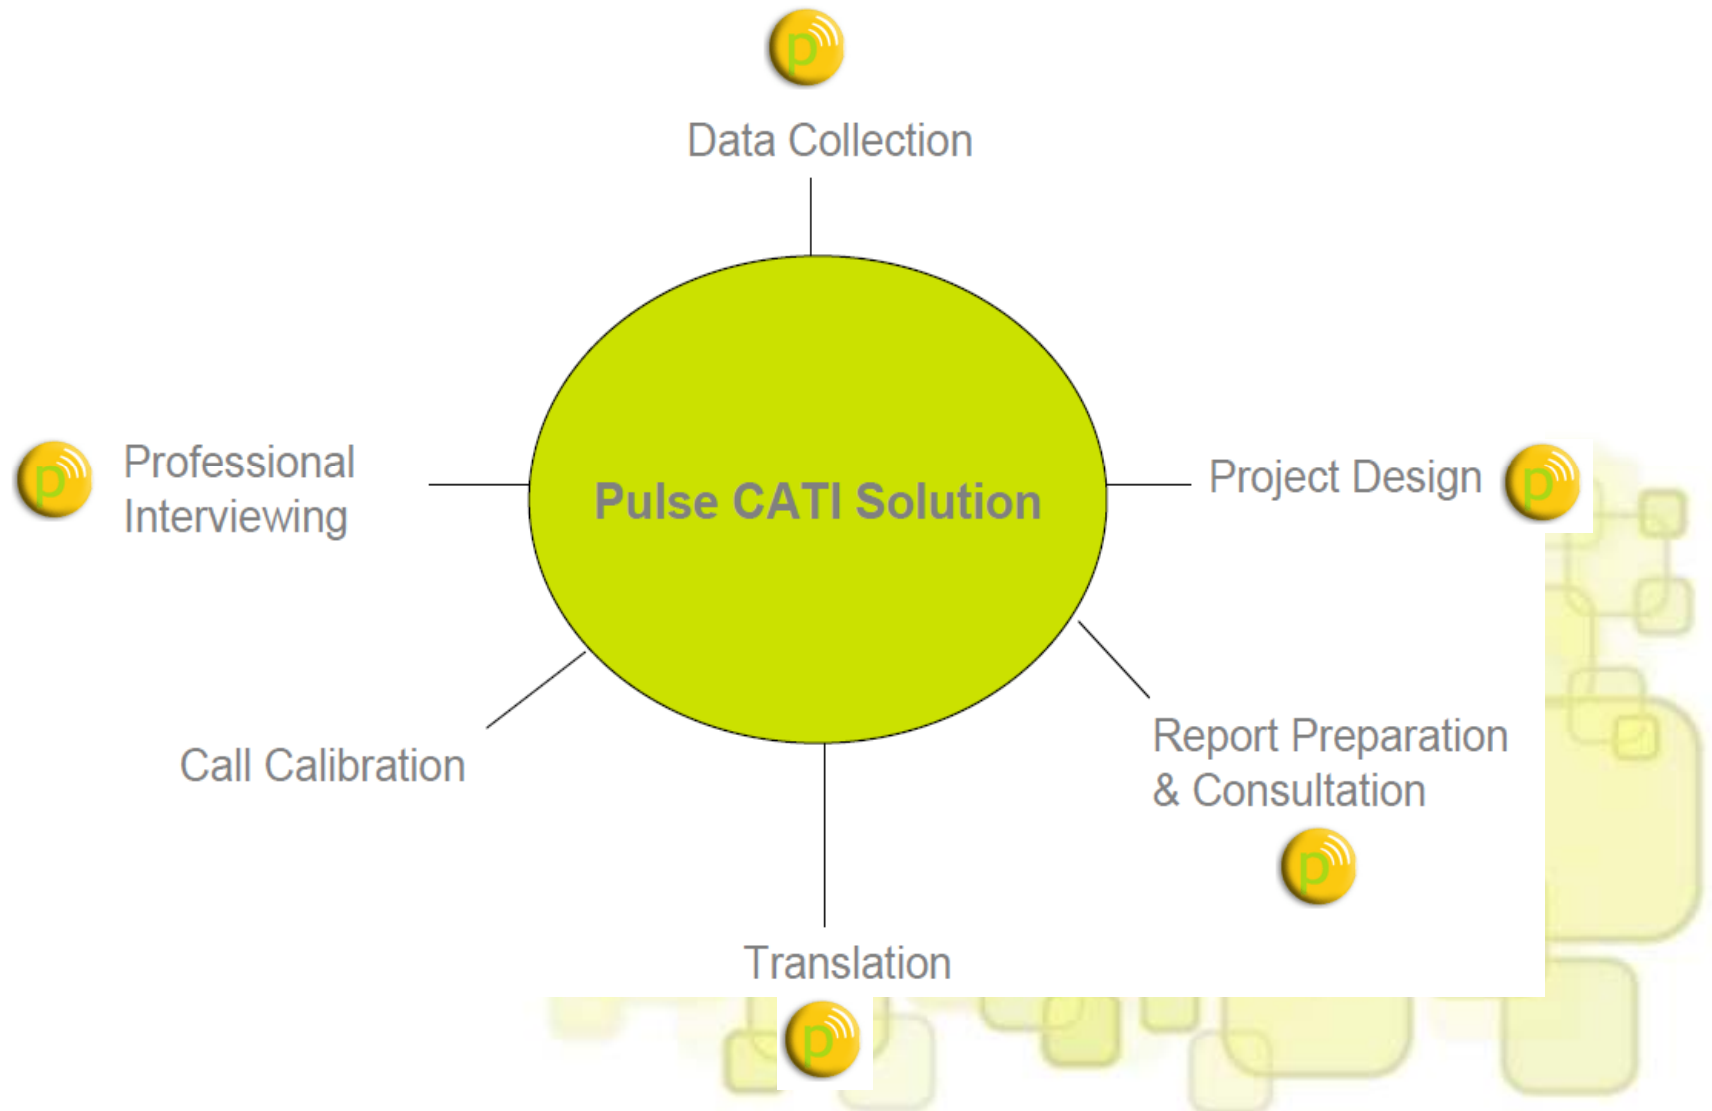 p
Data Collection
p
Professional
Interviewing
Pulse CATI Solution
Project Design
p
Call Calibration
Report Preparation
& Consultation
p
Translation
p